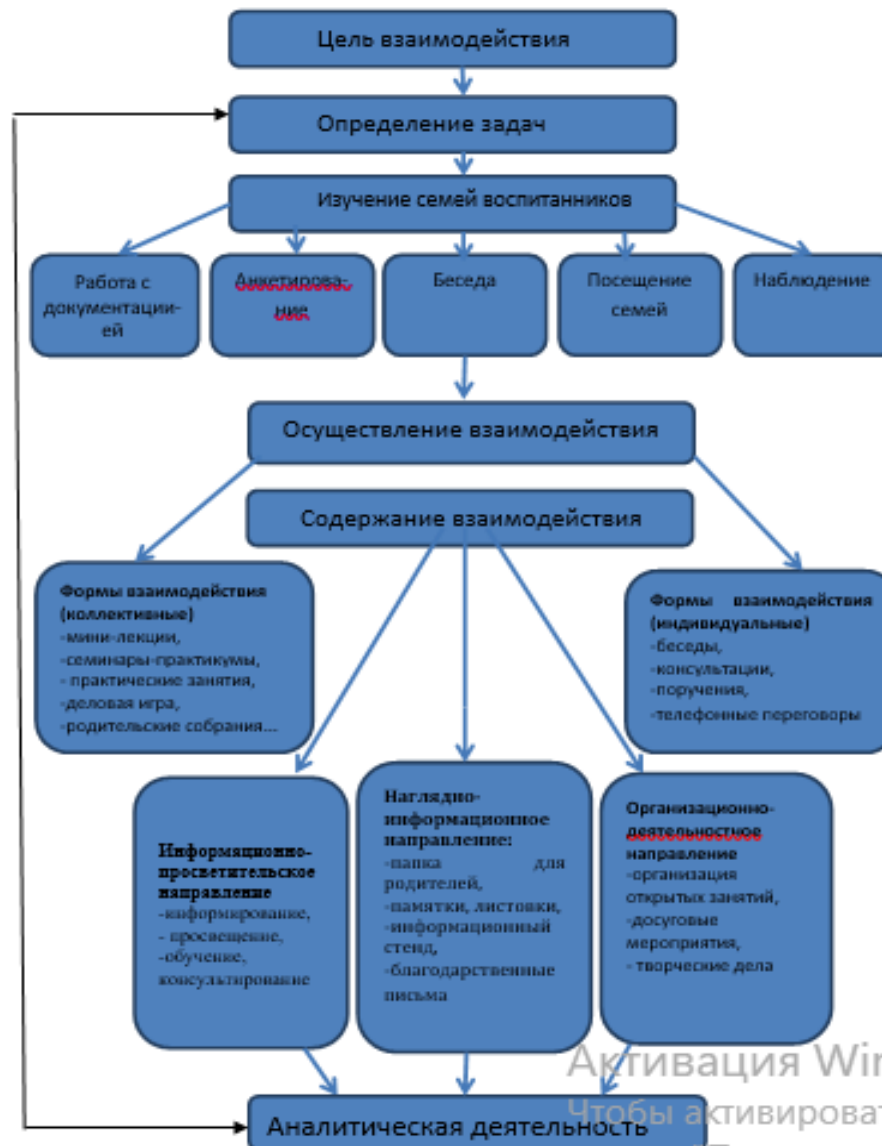 Цель взаимодействия
Определение задач
Изучение семей воспитанников
Работа с
документации-
ей
Анкетирова-
ние
Беседа
Посещение
семей
Наблюдение
Осуществление взаимодействия
Содержание взаимодействия
Формы взаимодействия
(коллективные)
-мини-лекции,
-семинары-практикумы,
- практические занятия,
-деловая игра,
-родительские собрания...
Формы взаимодействия
(индивидуальные)
-беседы,
-консультации,
-поручения,
-телефонные переговоры
Информационно-
просветительское
направление
-информирование,
- просвещение,
-обучение,
консультирование
Наглядно-
информационное
направление:
-папка для
родителей,
-памятки, листовки,
-информационный
стенд,
-благодарственные
письма
Организационно-
деятельностное
направление
-организация
открытых занятий,
-досуговые
мероприятия,
- творческие дела
Аналитическая деятельность
Активация Win
Чтобы активироват